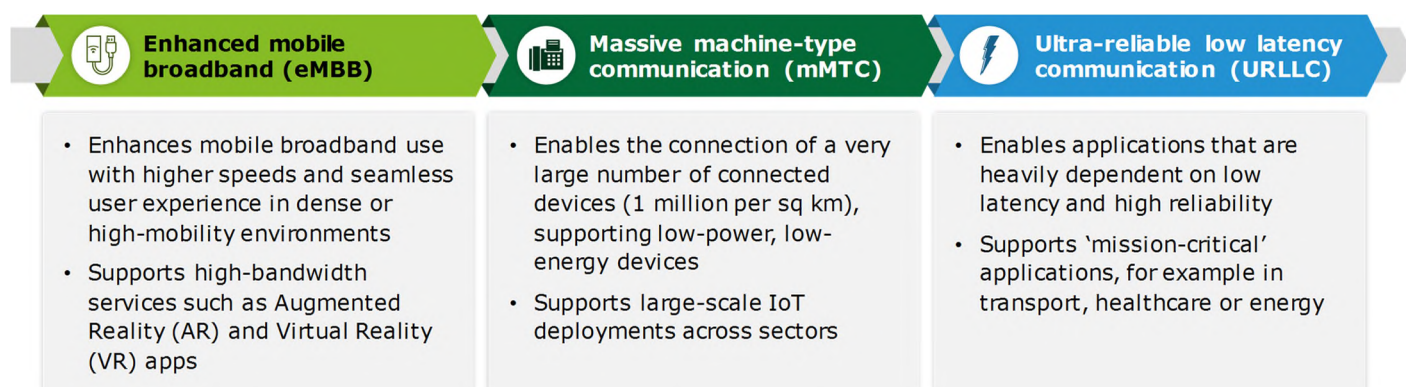 Enhanced mobile
broadband (eMBB)
• Enhances mobile broadband use
with higher speeds and seamless
user experience in dense or
high-mobility environments
• Supports high-bandwidth
services such as Augmented
Reality (AR) and Virtual Reality
(VR) apps
Massive machine-type
communication (mMTC)
• Enables the connection of a very
large number of connected
devices (1 million per sq km),
supporting low-power, low-
energy devices
• Supports large-scale IoT
deployments across sectors
Ultra-reliable low latency
communication (URLLC)
• Enables applications that are
heavily dependent on low
latency and high reliability
• Supports ‘mission-critical’
applications, for example in
transport, healthcare or energy